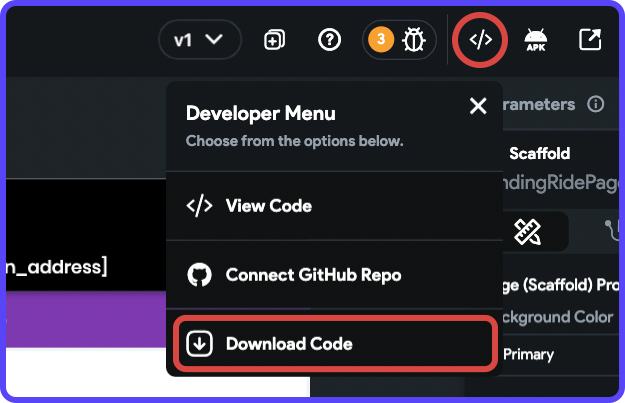 v1
3
</>
APK
Developer Menu
Choose from the options below.
rameters
Scaffold
ndingRidePage
</> View Code
n_address]
Connect GitHub Repo
ge (Scaffold) Pro
ckground Color
Download Code
Primary